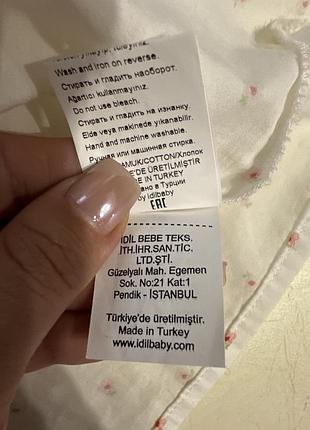 ütüleyiniz.
Wash and iron on reverse.
Стирать и гладить наоборот.
Ağartıcı kullanmayınız.
Do not use bleach.
Стирать и гладить на изнанку.
Elde veya makinede yıkanabilir.
Hand and machine washable.
Ручная или машинная стирка.
AMUK/COTTON/Хлопок
E'DE ÜRETİLMİŞTİR
DE IN TURKEY
ано в Турции
by idilbaby
EAC
İDİL BEBE TEKS.
İTH.İHR.SAN.TİC.
LTD.ŞTİ.
Güzelyalı Mah. Egemen
Sok. No:21 Kat:1
Pendik - İSTANBUL
Türkiye'de üretilmiştir.
Made in Turkey
www.idilbaby.com